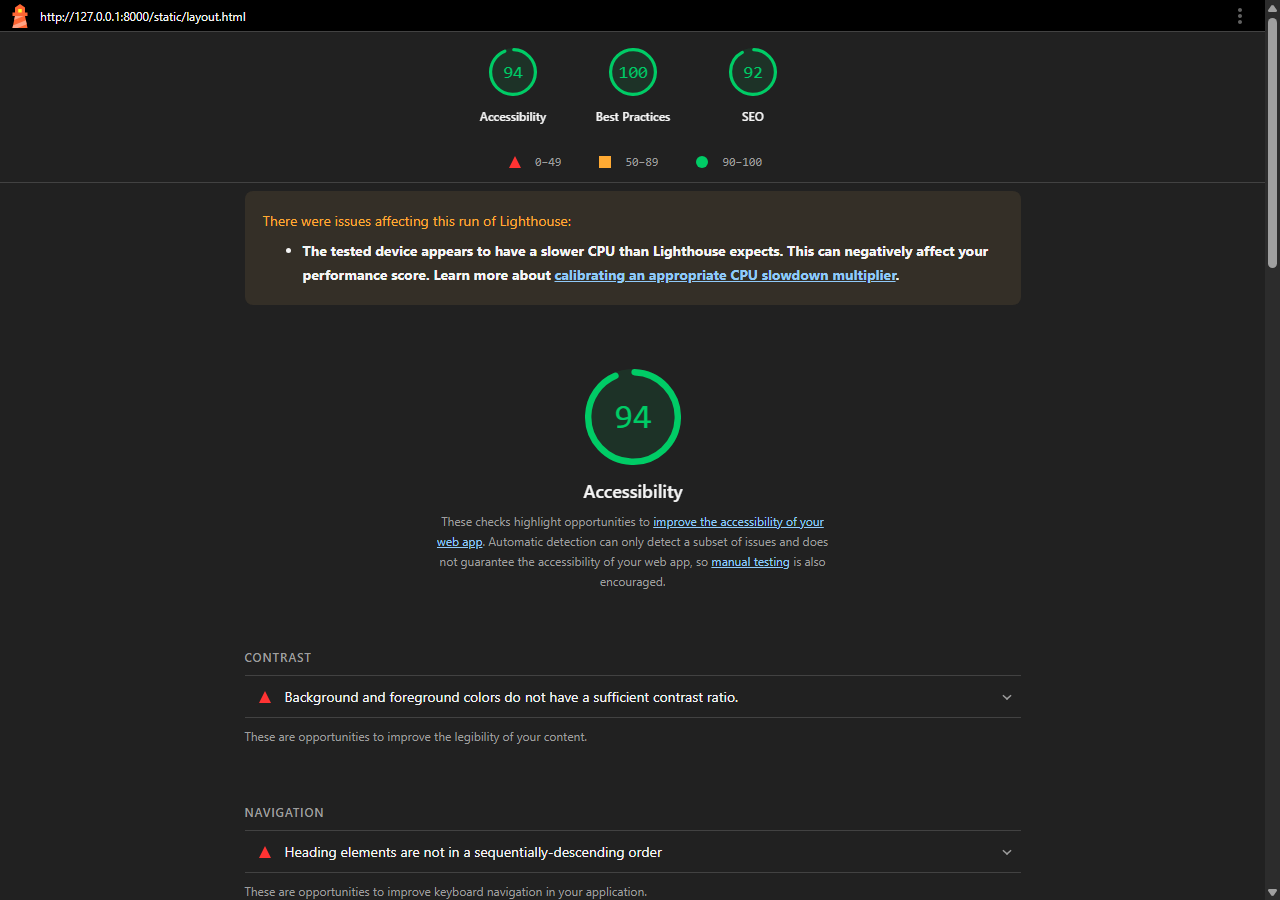 http://127.0.0.1:8000/static/layout.html
94
100
92
Accessibility
Best Practices
SEO
0–49
50–89
90–100
There were issues affecting this run of Lighthouse:
• The tested device appears to have a slower CPU than Lighthouse expects. This can negatively affect your
performance score. Learn more about calibrating an appropriate CPU slowdown multiplier.
94
Accessibility
These checks highlight opportunities to improve the accessibility of your
web app. Automatic detection can only detect a subset of issues and does
not guarantee the accessibility of your web app, so manual testing is also
encouraged.
CONTRAST
Background and foreground colors do not have a sufficient contrast ratio.
These are opportunities to improve the legibility of your content.
NAVIGATION
Heading elements are not in a sequentially-descending order
These are opportunities to improve keyboard navigation in your application.